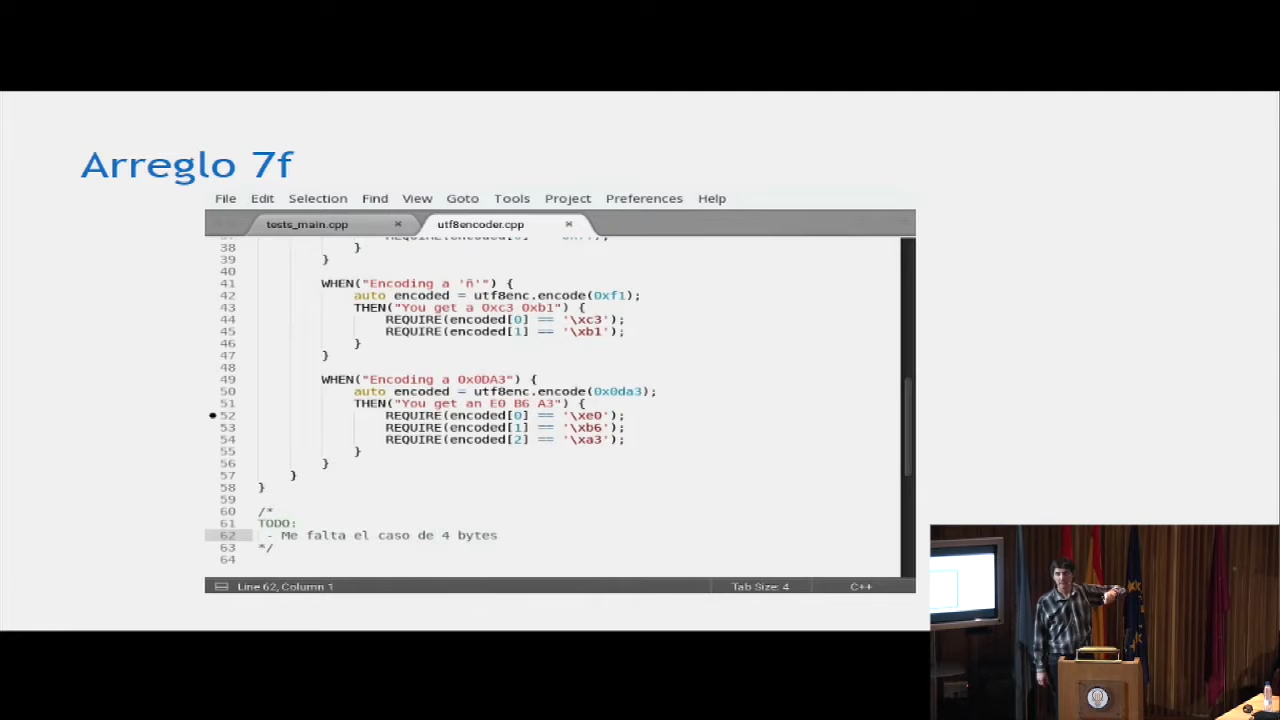 Arreglo 7f
File Edit Selection Find View Goto Tools Project Preferences Help
tests_main.cpp × utf8encoder.cpp ×
38 }
39 }
40
41 WHEN("Encoding a 'ñ'") {
42 auto encoded = utf8enc.encode(0xf1);
43 THEN("You get a 0xc3 0xb1") {
44 REQUIRE(encoded[0] == '\xc3');
45 REQUIRE(encoded[1] == '\xb1');
46 }
47 }
48
49 WHEN("Encoding a 0x0DA3") {
50 auto encoded = utf8enc.encode(0x0da3);
51 THEN("You get an E0 B6 A3") {
52 REQUIRE(encoded[0] == '\xe0');
53 REQUIRE(encoded[1] == '\xb6');
54 REQUIRE(encoded[2] == '\xa3');
55 }
56 }
57 }
58 }
59
60 /*
61 TODO:
62 - Me falta el caso de 4 bytes
63 */
64
Line 62, Column 1 Tab Size: 4 C++